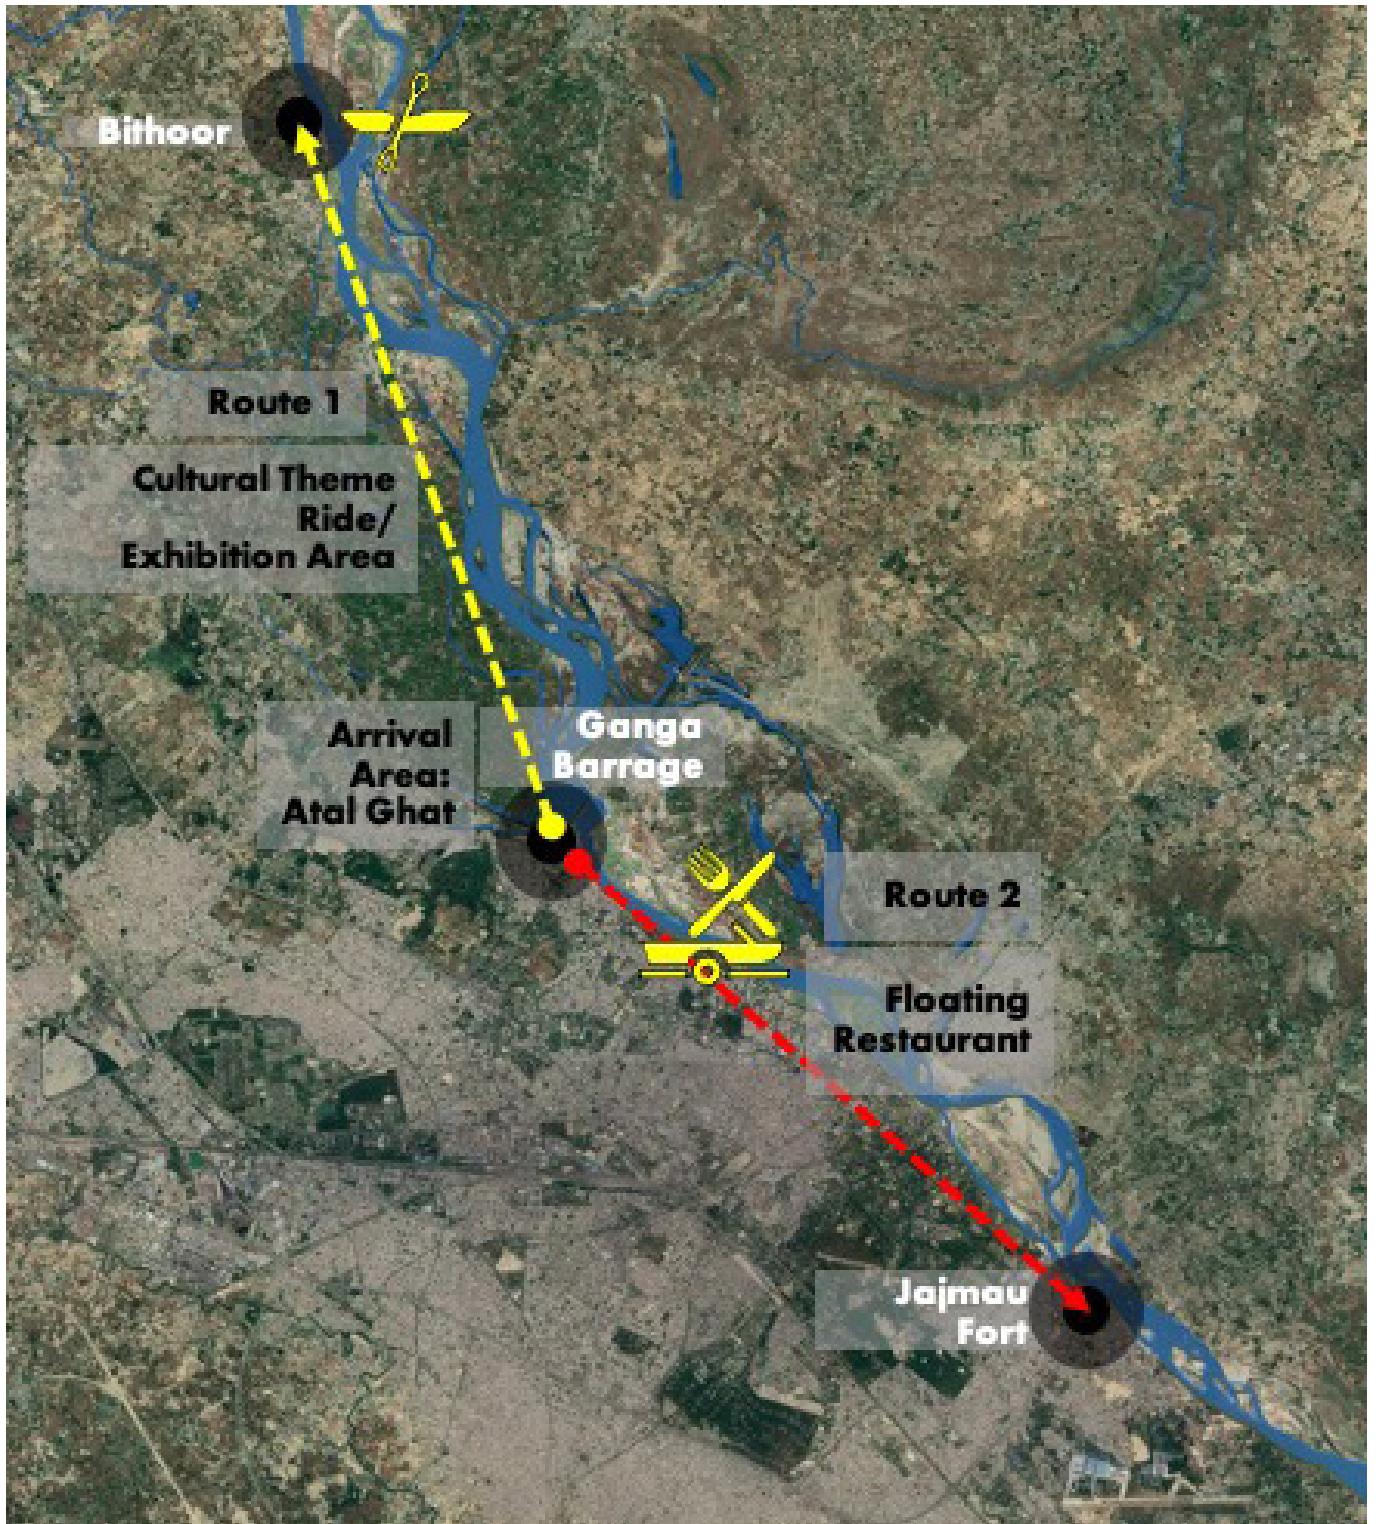 Bithoor
Route 1
Cultural Theme
Ride/
Exhibition Area
Arrival
Area:
Atal Ghat
Ganga
Barrage
Route 2
Floating
Restaurant
Jajmau
Fort